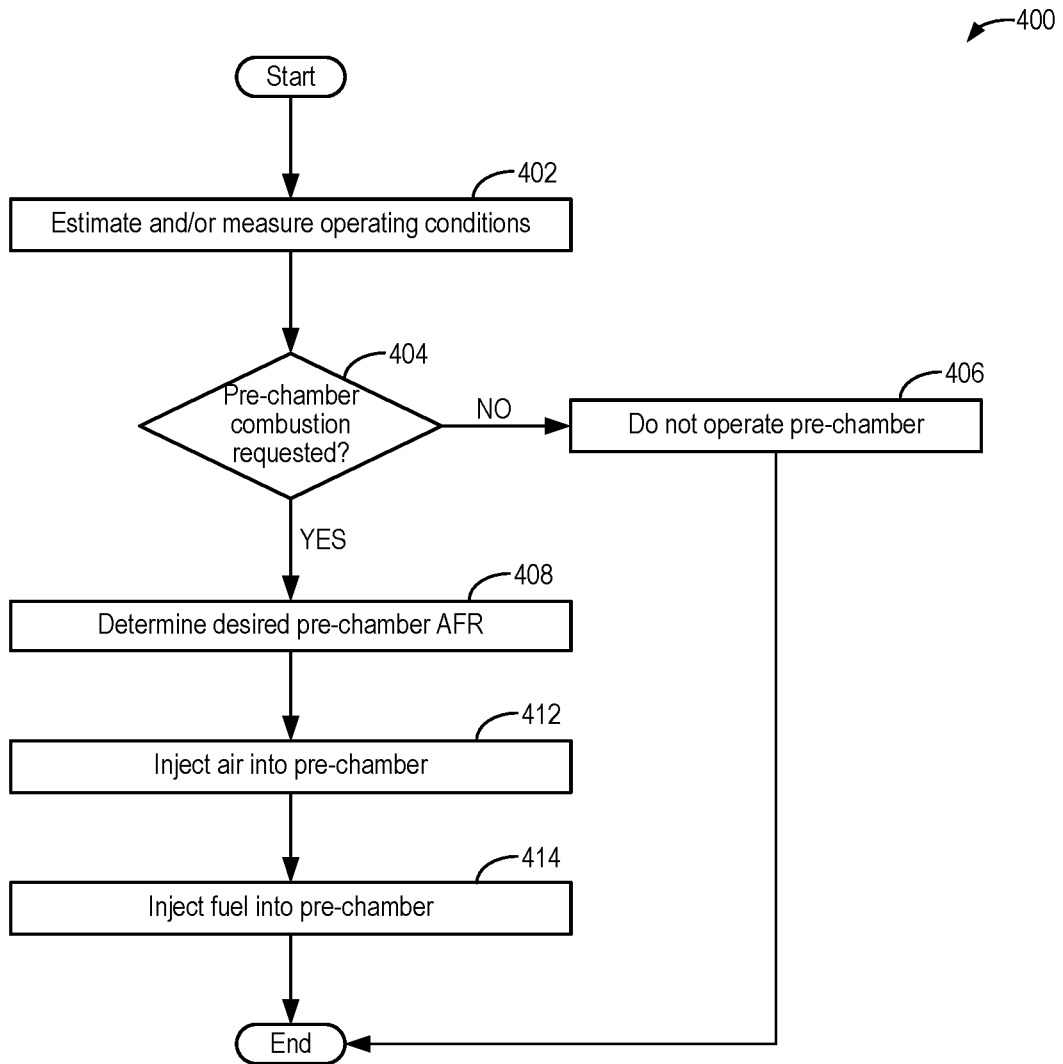 400
Start
402
Estimate and/or measure operating conditions
404
Pre-chamber
combustion
requested?
NO
406
Do not operate pre-chamber
YES
408
Determine desired pre-chamber AFR
412
Inject air into pre-chamber
414
Inject fuel into pre-chamber
End